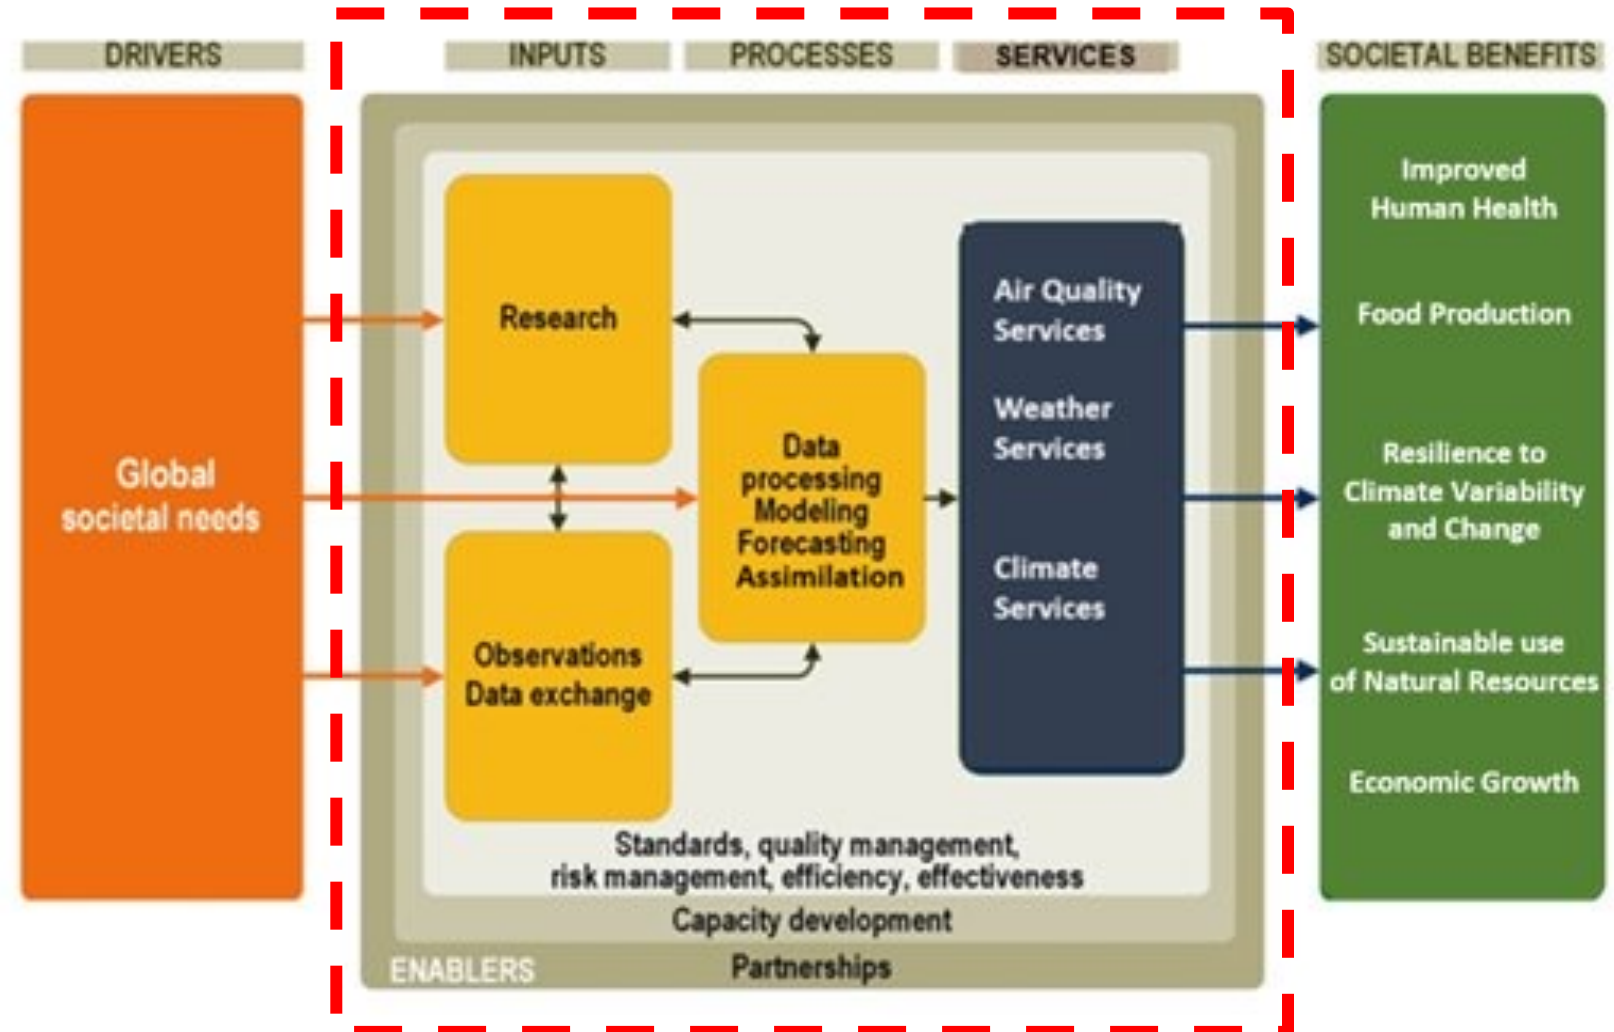 DRIVERS
INPUTS
PROCESSES
SERVICES
SOCIETAL BENEFITS
Global
societal needs
Research
Observations
Data exchange
Data
processing
Modeling
Forecasting
Assimilation
Air Quality
Services
Weather
Services
Climate
Services
Improved
Human Health
Food Production
Resilience to
Climate Variability
and Change
Sustainable use
of Natural Resources
Economic Growth
Standards, quality management,
risk management, efficiency, effectiveness
Capacity development
ENABLERS
Partnerships